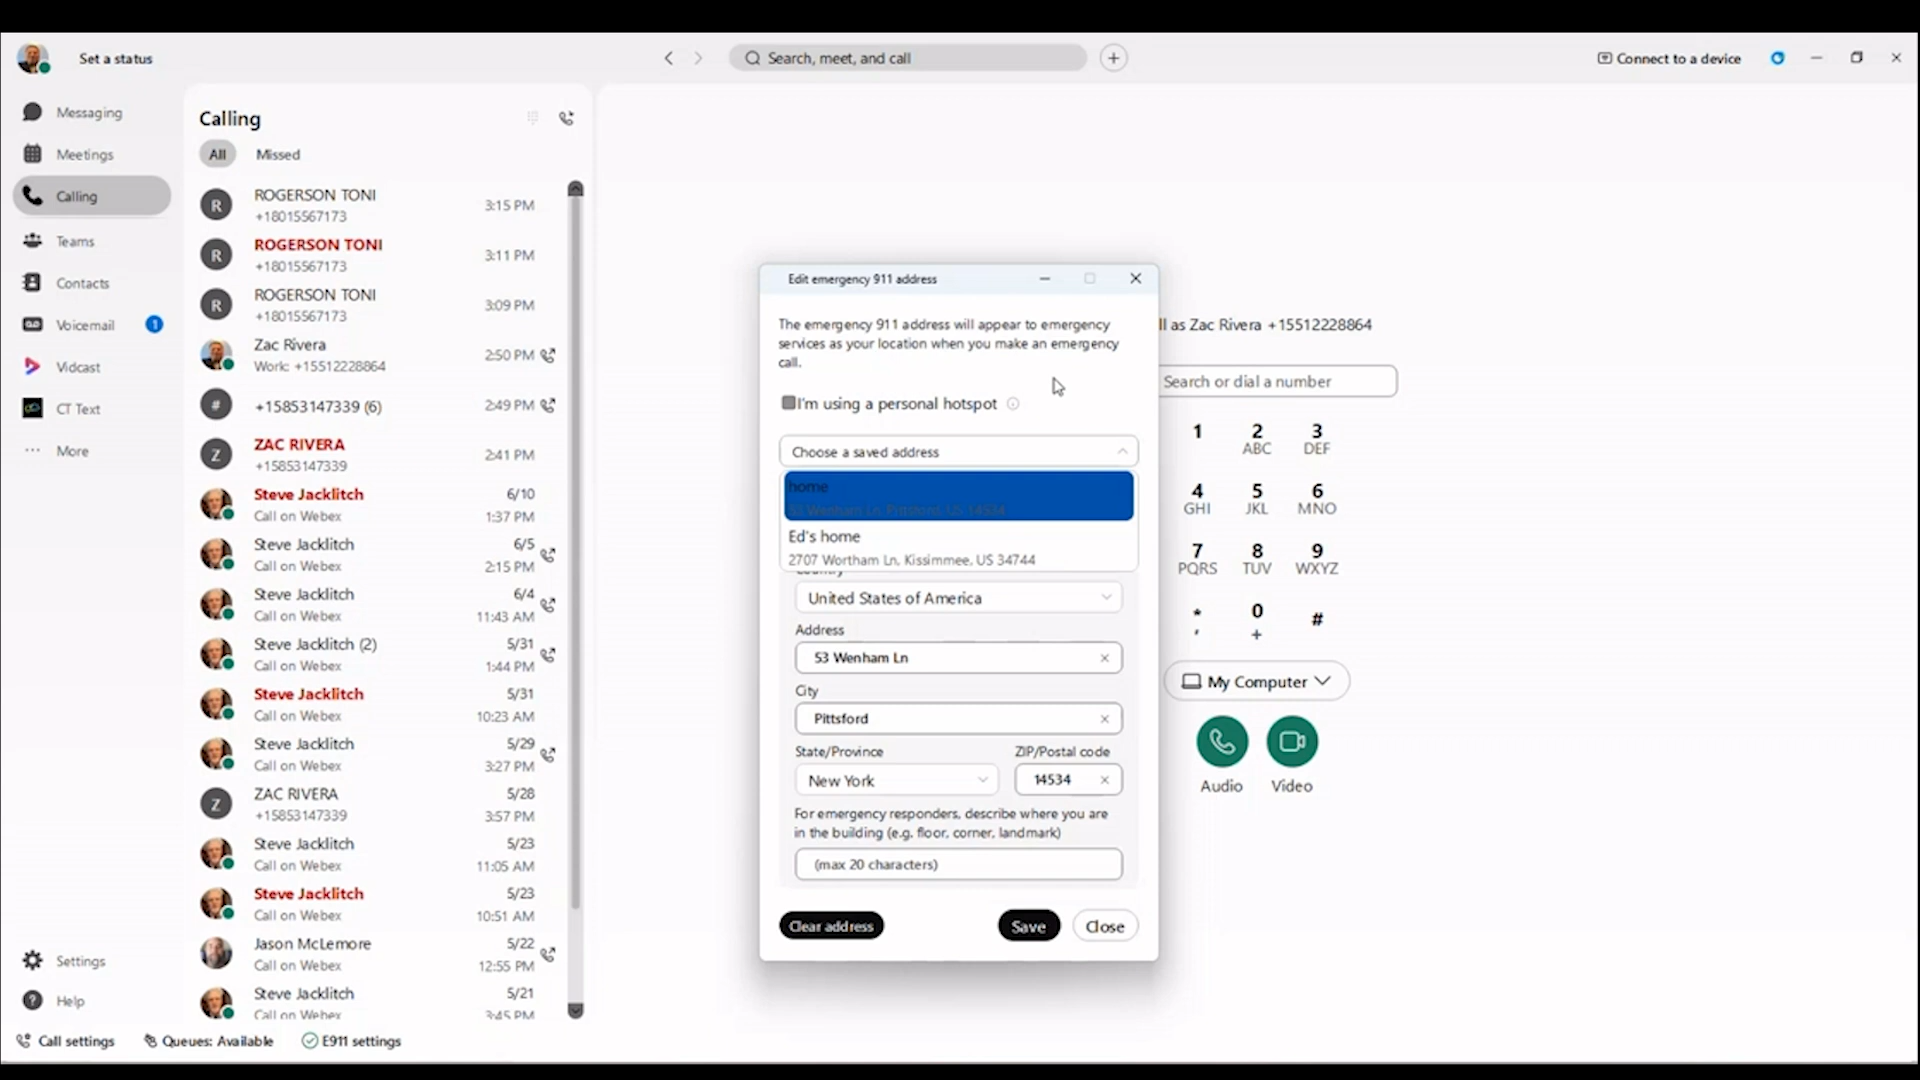 Set a status
Search, meet, and call
Connect to a device
Messaging
Meetings
Calling
Teams
Contacts
Voicemail
1
Vidcast
CT Text
More
Settings
Help
Calling
All
Missed
R
ROGERSON TONI
+18015567173
3:15 PM
R
ROGERSON TONI
+18015567173
3:11 PM
R
ROGERSON TONI
+18015567173
3:09 PM
Zac Rivera
Work: +15512228864
2:50 PM
#
+15853147339 (6)
2:49 PM
Z
ZAC RIVERA
+15853147339
2:41 PM
Steve Jacklitch
Call on Webex
6/10
1:37 PM
Steve Jacklitch
Call on Webex
6/5
2:15 PM
Steve Jacklitch
Call on Webex
6/4
11:43 AM
Steve Jacklitch (2)
Call on Webex
5/31
1:44 PM
Steve Jacklitch
Call on Webex
5/31
10:23 AM
Steve Jacklitch
Call on Webex
5/29
3:27 PM
Z
ZAC RIVERA
+15853147339
5/28
3:57 PM
Steve Jacklitch
Call on Webex
5/23
11:05 AM
Steve Jacklitch
Call on Webex
5/23
10:51 AM
Jason McLemore
Call on Webex
5/22
12:55 PM
Steve Jacklitch
Call on Webex
5/21
3:45 PM
Call settings
Queues: Available
E911 settings
Edit emergency 911 address
The emergency 911 address will appear to emergency
services as your location when you make an emergency
call.
I'm using a personal hotspot
Choose a saved address
home
53 Wenham Ln, Pittsford, US 14534
Ed's home
2707 Wortham Ln, Kissimmee, US 34744
Country
United States of America
Address
53 Wenham Ln
City
Pittsford
State/Province
ZIP/Postal code
New York
14534
For emergency responders, describe where you are
in the building (e.g. floor, corner, landmark)
(max 20 characters)
Clear address
Save
Close
ll as Zac Rivera +15512228864
Search or dial a number
1
2
ABC
3
DEF
4
GHI
5
JKL
6
MNO
7
PQRS
8
TUV
9
WXYZ
*
,
0
+
#
My Computer
Audio
Video